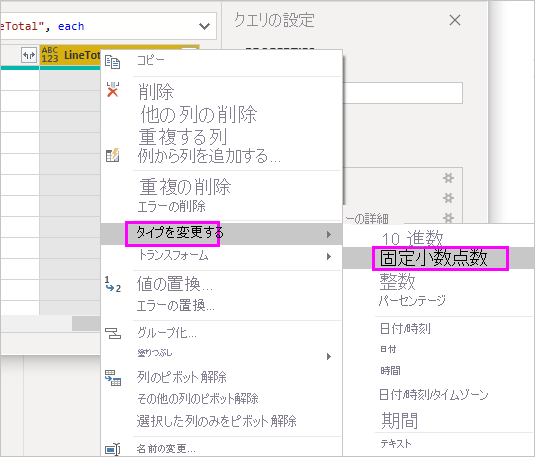 eTotal", each
クエリの設定
ABC
123
LineTot
コピー
削除
他の列の削除
重複する列
例から列を追加する...
重複の削除
エラーの削除
タイプを変更する
トランスフォーム
値の置換...
エラーの置換...
グループ化...
塗りつぶし
列のピボット解除
その他の列のピボット解除
選択した列のみをピボット解除
名前の変更...
ーの詳細
10 進数
固定小数点数
整数
パーセンテージ
日付/時刻
日付
時間
日付/時刻/タイムゾーン
期間
テキスト